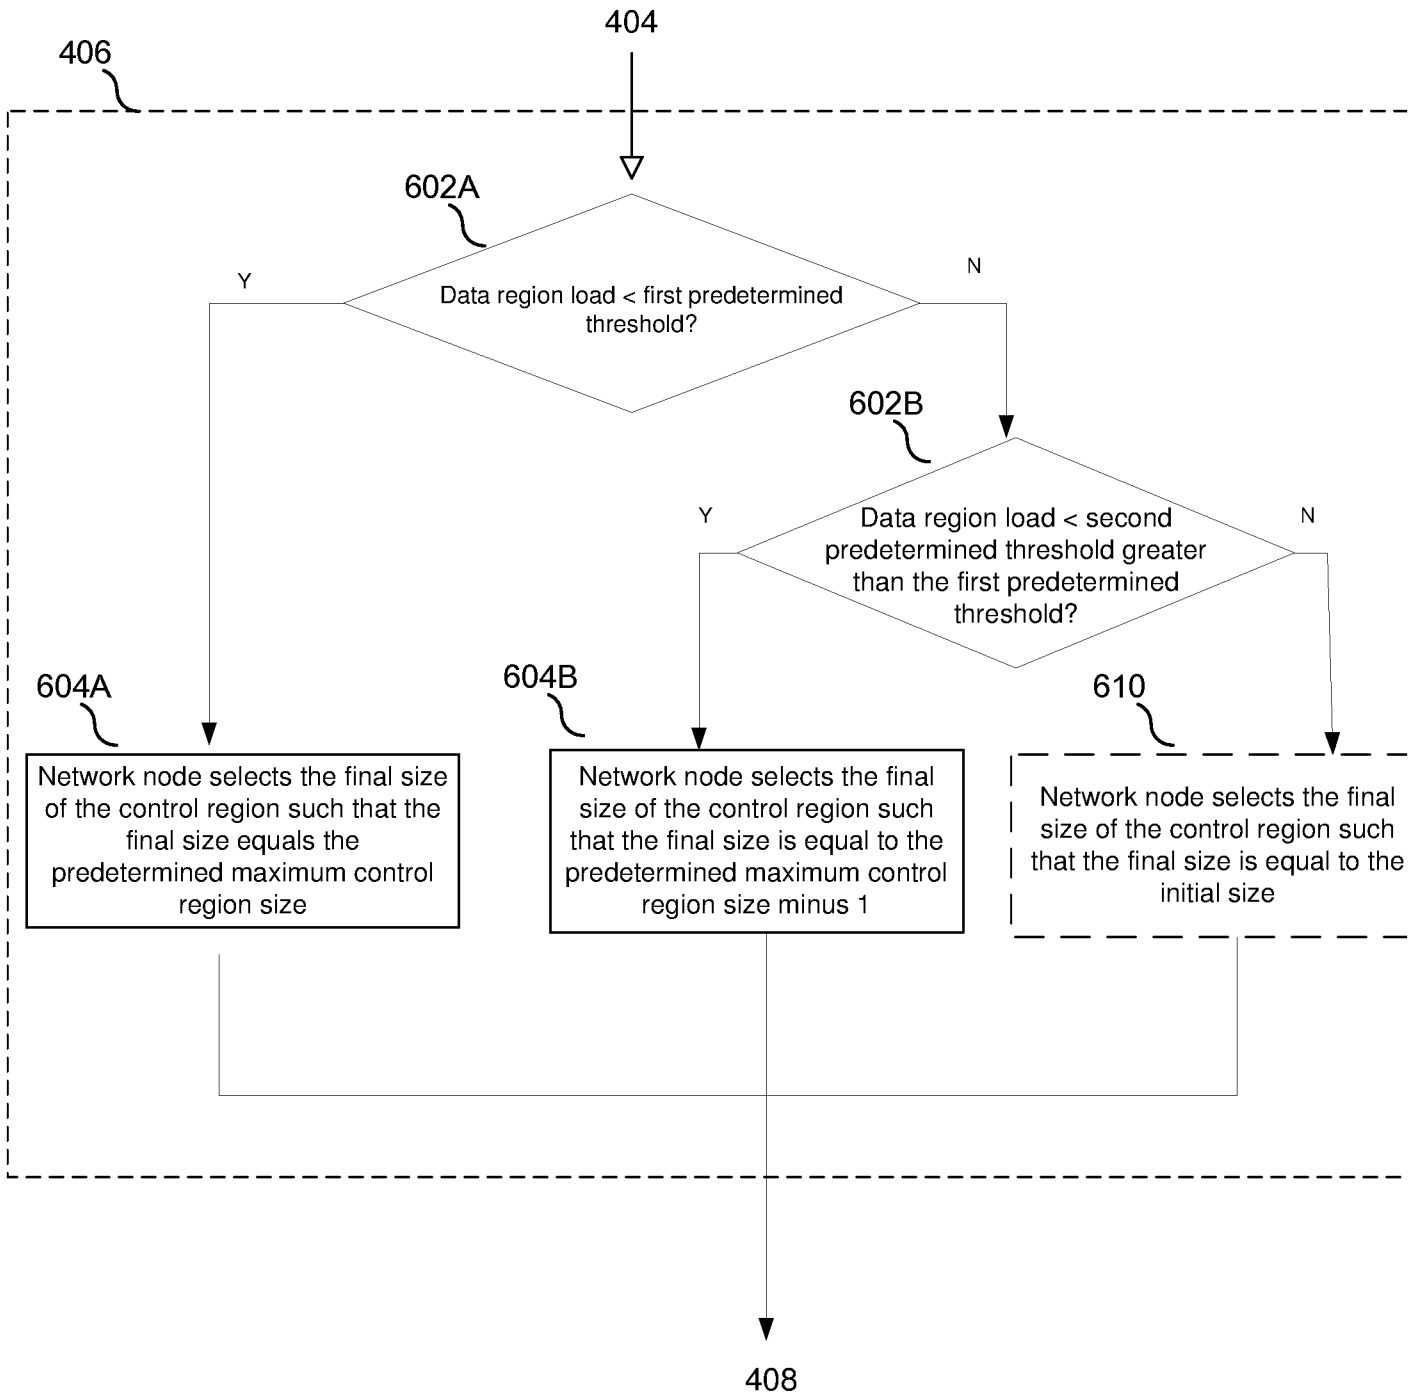 404
406
602A
Y
N
Data region load < first predetermined
threshold?
602B
Y
N
Data region load < second
predetermined threshold greater
than the first predetermined
threshold?
604A
604B
610
Network node selects the final size
of the control region such that the
final size equals the
predetermined maximum control
region size
Network node selects the final
size of the control region such
that the final size is equal to the
predetermined maximum control
region size minus 1
Network node selects the final
size of the control region such
that the final size is equal to the
initial size
408